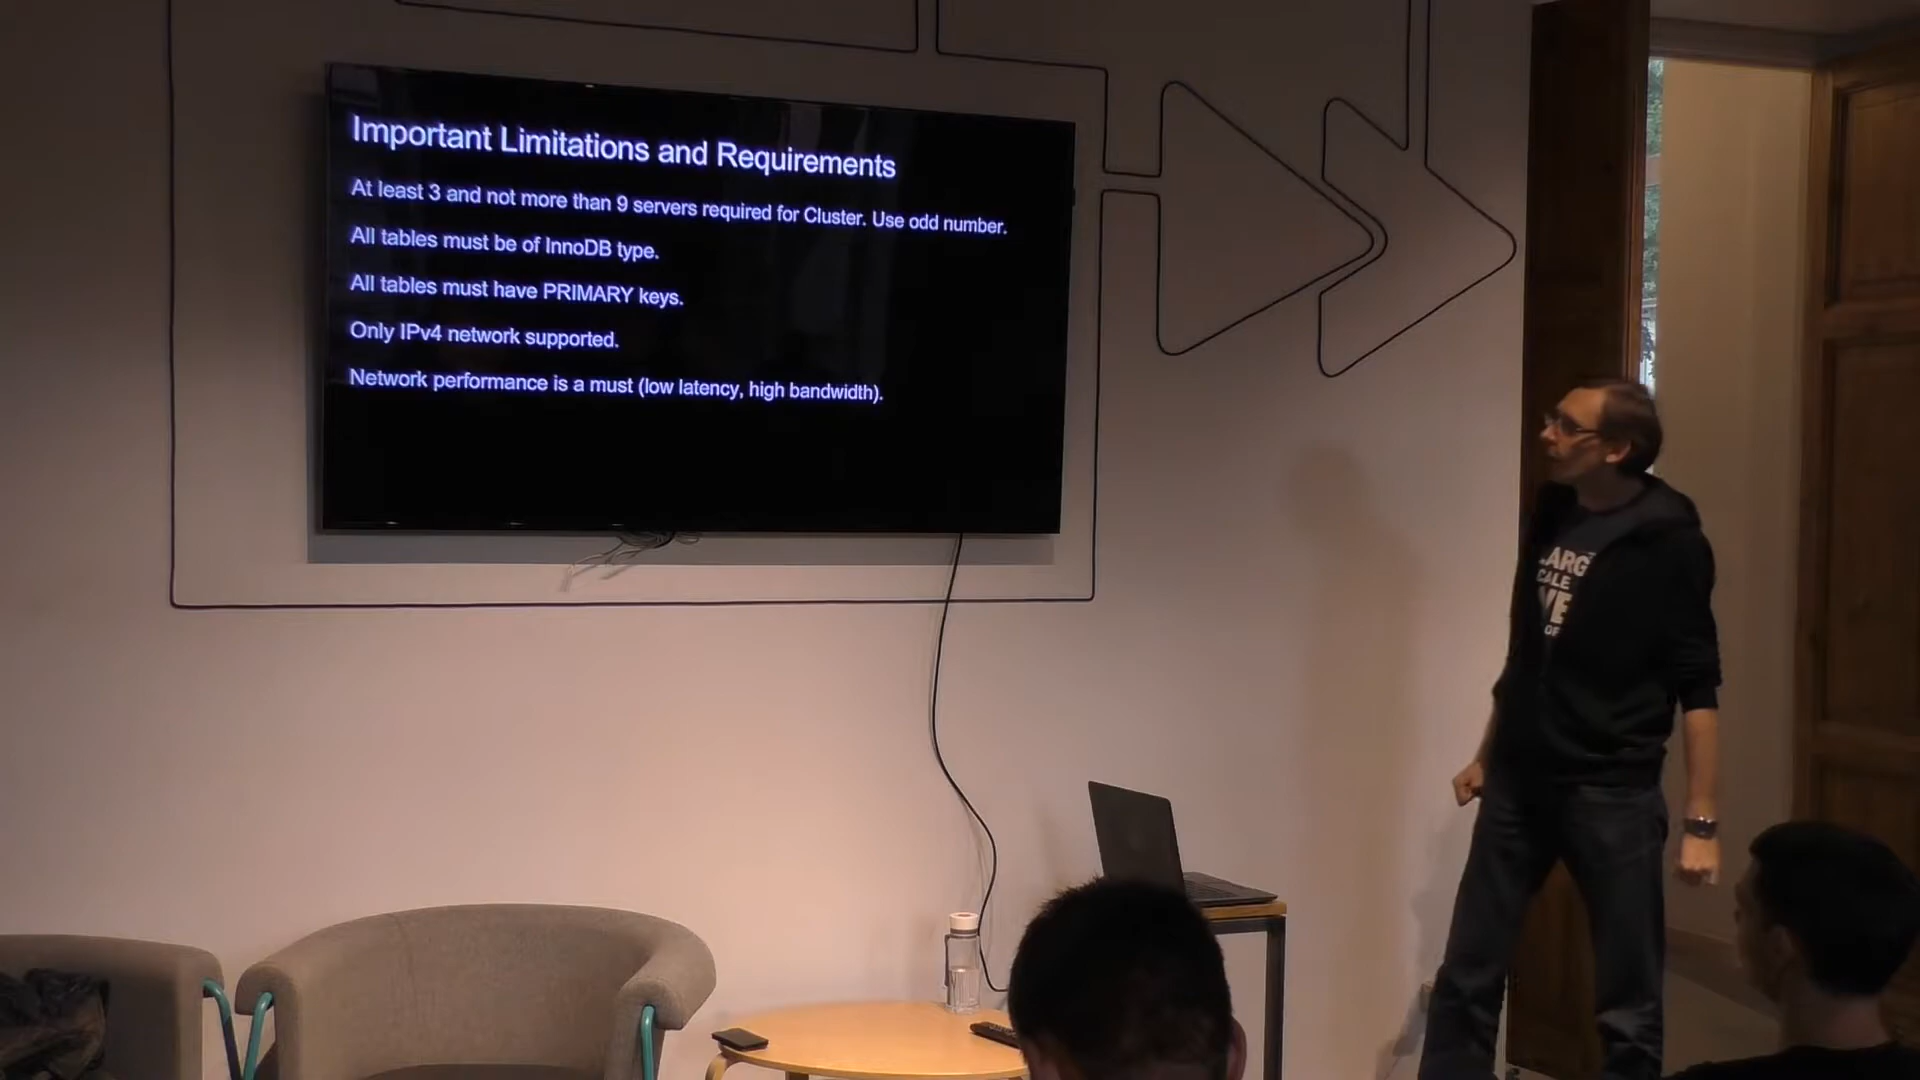 Important Limitations and Requirements
At least 3 and not more than 9 servers required for Cluster. Use odd number.
All tables must be of InnoDB type.
All tables must have PRIMARY keys.
Only IPv4 network supported.
Network performance is a must (low latency, high bandwidth).
LARG
CALE